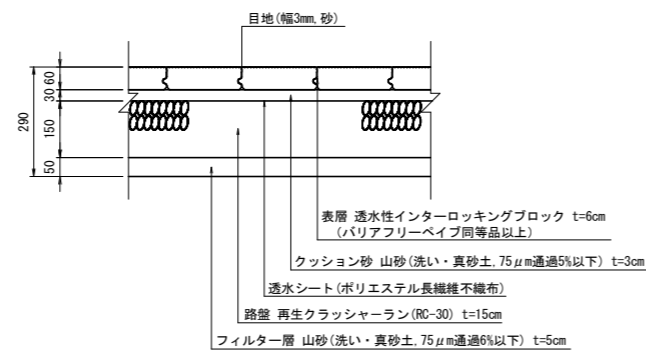 目地(幅3mm,砂)
60
30
290
150
50
表層 透水性インターロッキングブロック t=6cm
(バリアフリーペイブ同等品以上)
クッション砂 山砂(洗い・真砂土,75μm通過5%以下) t=3cm
透水シート(ポリエステル長繊維不織布)
路盤 再生クラッシャーラン(RC-30) t=15cm
フィルター層 山砂(洗い・真砂土,75μm通過6%以下) t=5cm